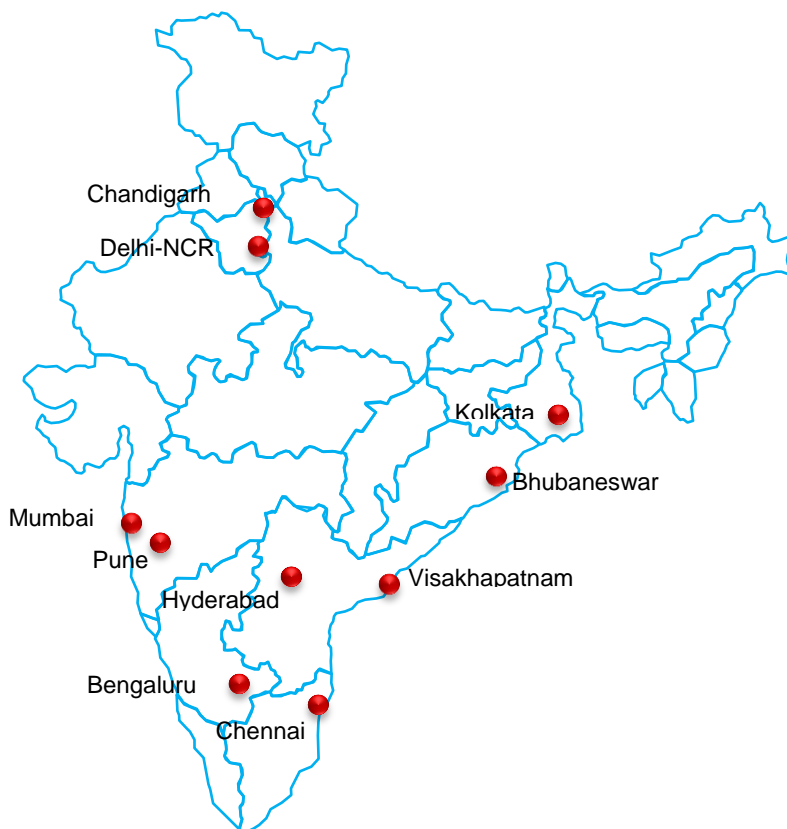 Chandigarh
Delhi-NCR
Kolkata
Bhubaneswar
Mumbai
Pune
Visakhapatnam
Hyderabad
Bengaluru
Chennai